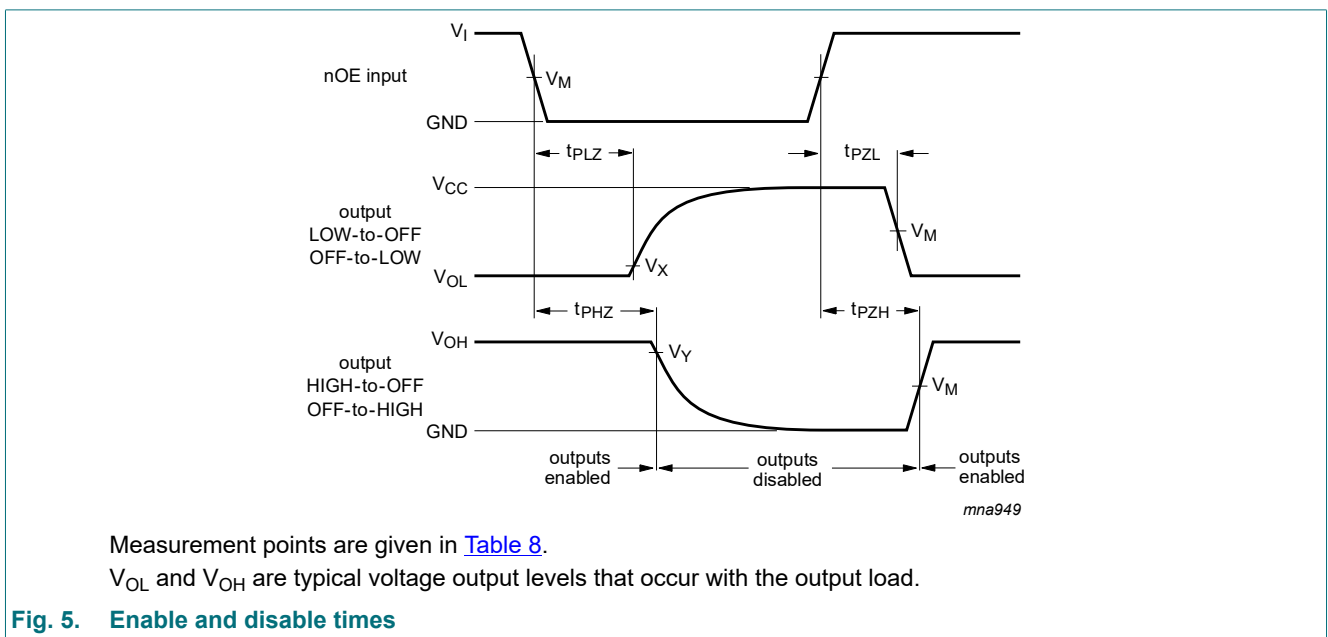 VI
nOE input
VM
GND
tPLZ
tPZL
VCC
output
LOW-to-OFF
OFF-to-LOW
VM
VX
VOL
tPHZ
tPZH
VOH
output
HIGH-to-OFF
OFF-to-HIGH
VY
VM
GND
outputs
enabled
outputs
disabled
outputs
enabled
mna949
Measurement points are given in Table 8.
VOL and VOH are typical voltage output levels that occur with the output load.
Fig. 5. Enable and disable times